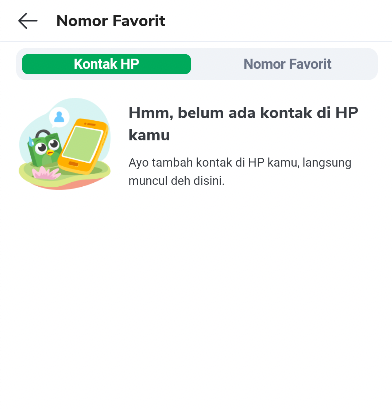 Nomor Favorit
Kontak HP
Nomor Favorit
Hmm, belum ada kontak di HP
kamu
Ayo tambah kontak di HP kamu, langsung
muncul deh disini.